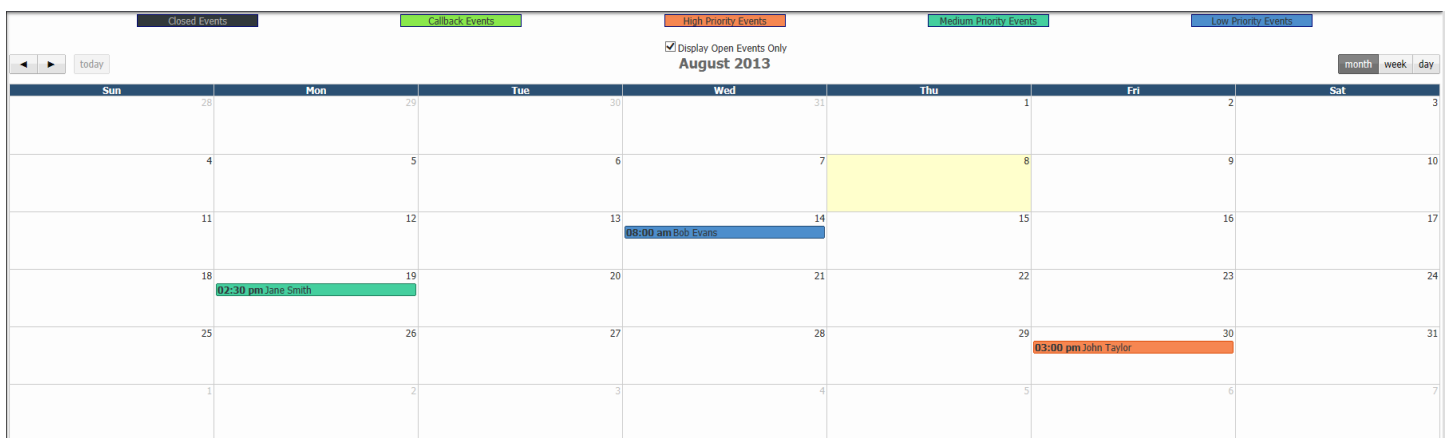 Closed Events Callback Events High Priority Events Medium Priority Events Low Priority Events
Display Open Events Only
today August 2013 month week day
Sun Mon Tue Wed Thu Fri Sat
28 29 30 31 1 2 3
4 5 6 7 8 9 10
11 12 13 14 15 16 17
08:00 am Bob Evans
18 19 20 21 22 23 24
02:30 pm Jane Smith
25 26 27 28 29 30 31
03:00 pm John Taylor
1 2 3 4 5 6 7